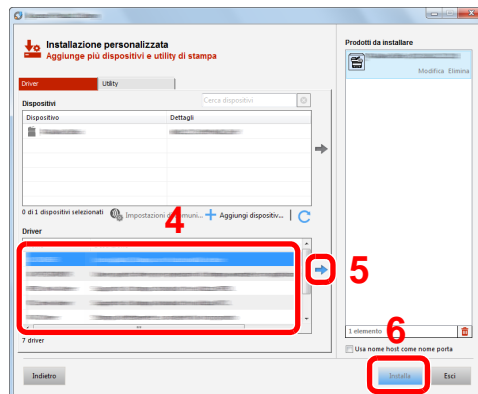 Installazione personalizzata
Aggiunge più dispositivi e utility di stampa
Driver
Utility
Dispositivi
Cerca dispositivi
Dispositivo
Dettagli
0 di 1 dispositivi selezionati
Impostazioni di comuni...
Aggiungi dispositiv...
4
Driver
5
7 driver
Prodotti da installare
Modifica Elimina
1 elemento
6
Usa nome host come nome porta
Indietro
Installa
Esci